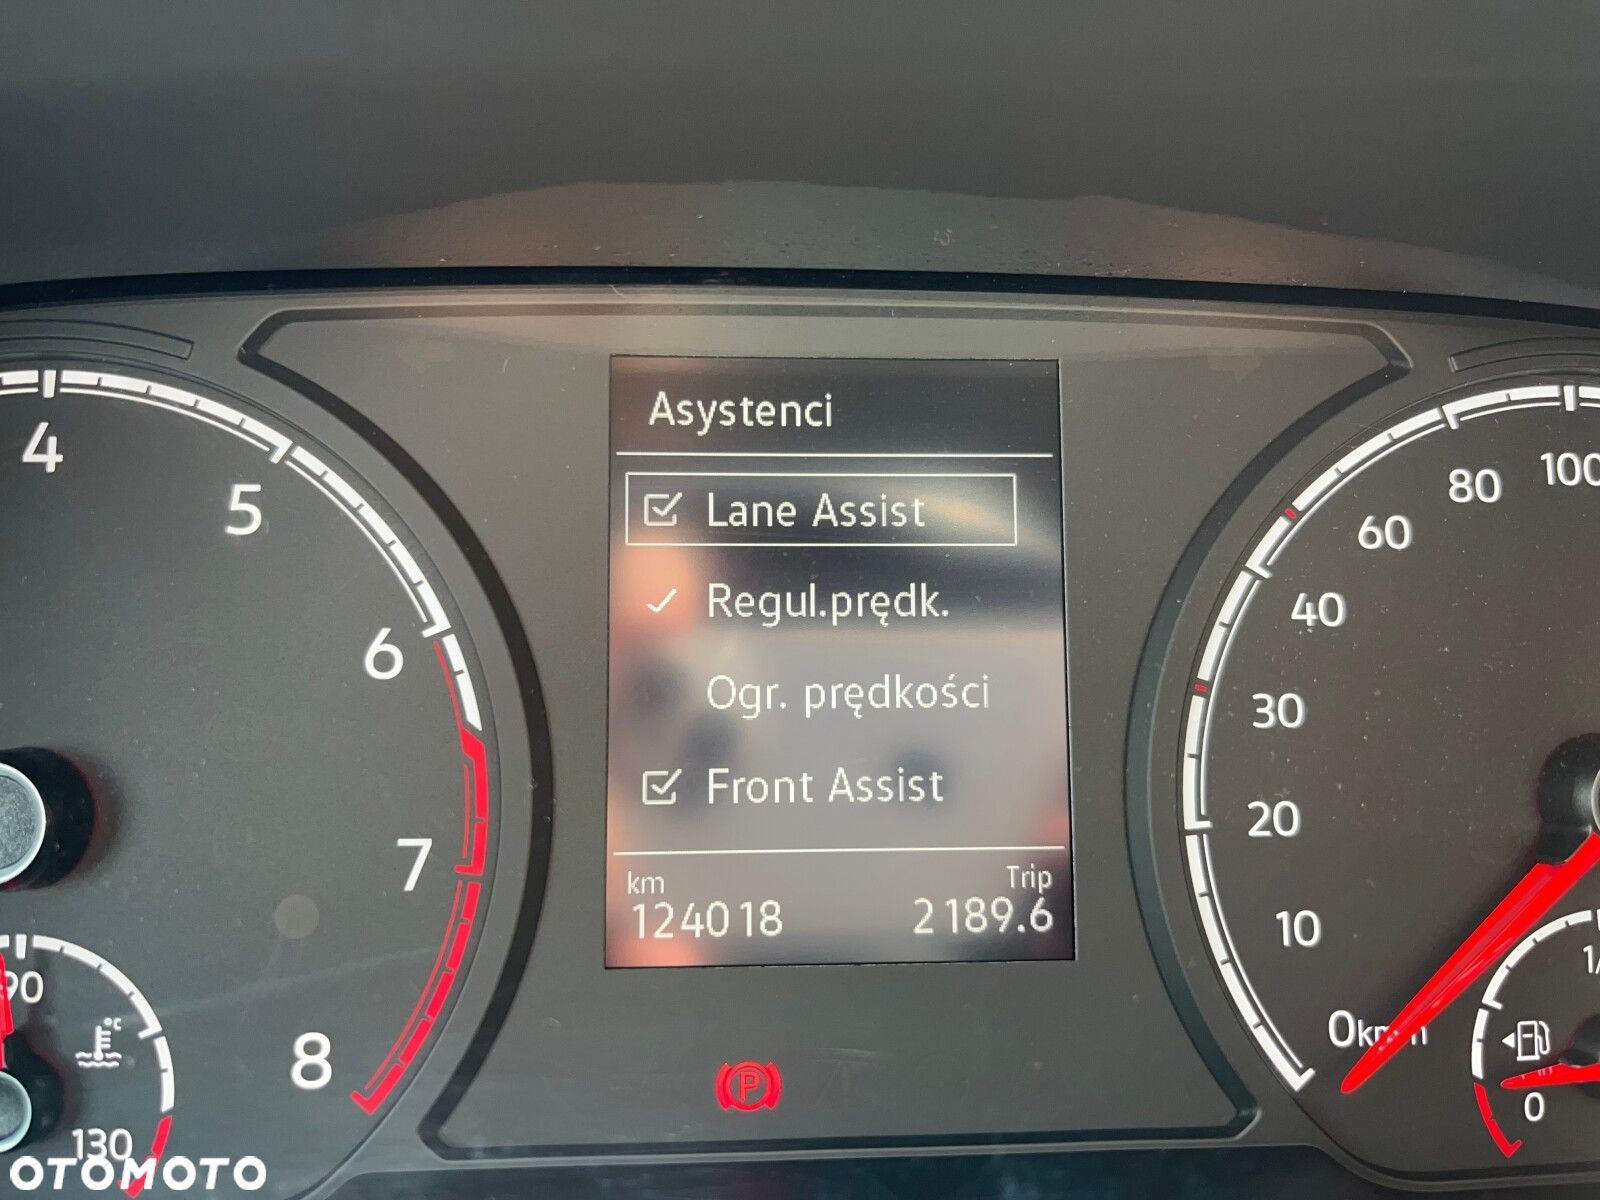 Asystenci
Lane Assist
Regul.prędk.
Ogr. prędkości
Front Assist
km
Trip
124018
2189.6
4
5
6
7
8
90
130
°C
100
80
60
40
30
20
10
0
0
P
OTOMOTO